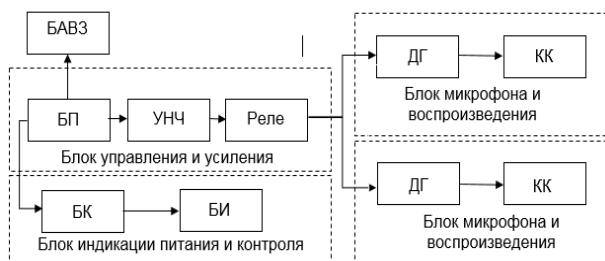 БАВЗ
БП
УНЧ
Реле
Блок управления и усиления
БК
БИ
Блок индикации питания и контроля
ДГ
КК
Блок микрофона и
воспроизведения
ДГ
КК
Блок микрофона и
воспроизведения